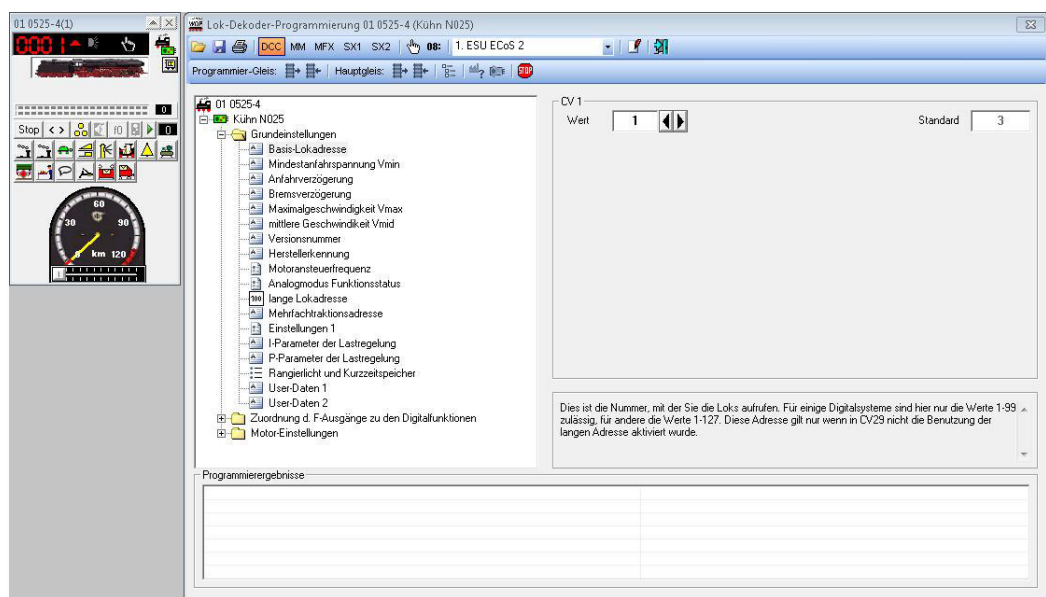 01 0525-4(1)
0001
f0
0
Stop
< >
f0
0
30
60
90
km 120
Lok-Dekoder-Programmierung 01 0525-4 (Kühn N025)
DCC MM MFX SX1 SX2 08: 1. ESU ECoS 2
Programmier-Gleis: Hauptgleis: STOP
01 0525-4
Kühn N025
Grundeinstellungen
Basis-Lokadresse
Mindestanfahrspannung Vmin
Anfahrverzögerung
Bremsverzögerung
Maximalgeschwindigkeit Vmax
mittlere Geschwindikeit Vmid
Versionsnummer
Herstellerkennung
Motoransteuerfrequenz
Analogmodus Funktionsstatus
lange Lokadresse
Mehrfachtraktionsadresse
Einstellungen 1
I-Parameter der Lastregelung
P-Parameter der Lastregelung
Rangierlicht und Kurzzeitspeicher
User-Daten 1
User-Daten 2
Zuordnung d. F-Ausgänge zu den Digitalfunktionen
Motor-Einstellungen
CV 1
Wert 1 Standard 3
Dies ist die Nummer, mit der Sie die Loks aufrufen. Für einige Digitalsysteme sind hier nur die Werte 1-99
zulässig, für andere die Werte 1-127. Diese Adresse gilt nur wenn in CV29 nicht die Benutzung der
langen Adresse aktiviert wurde.
Programmierergebnisse